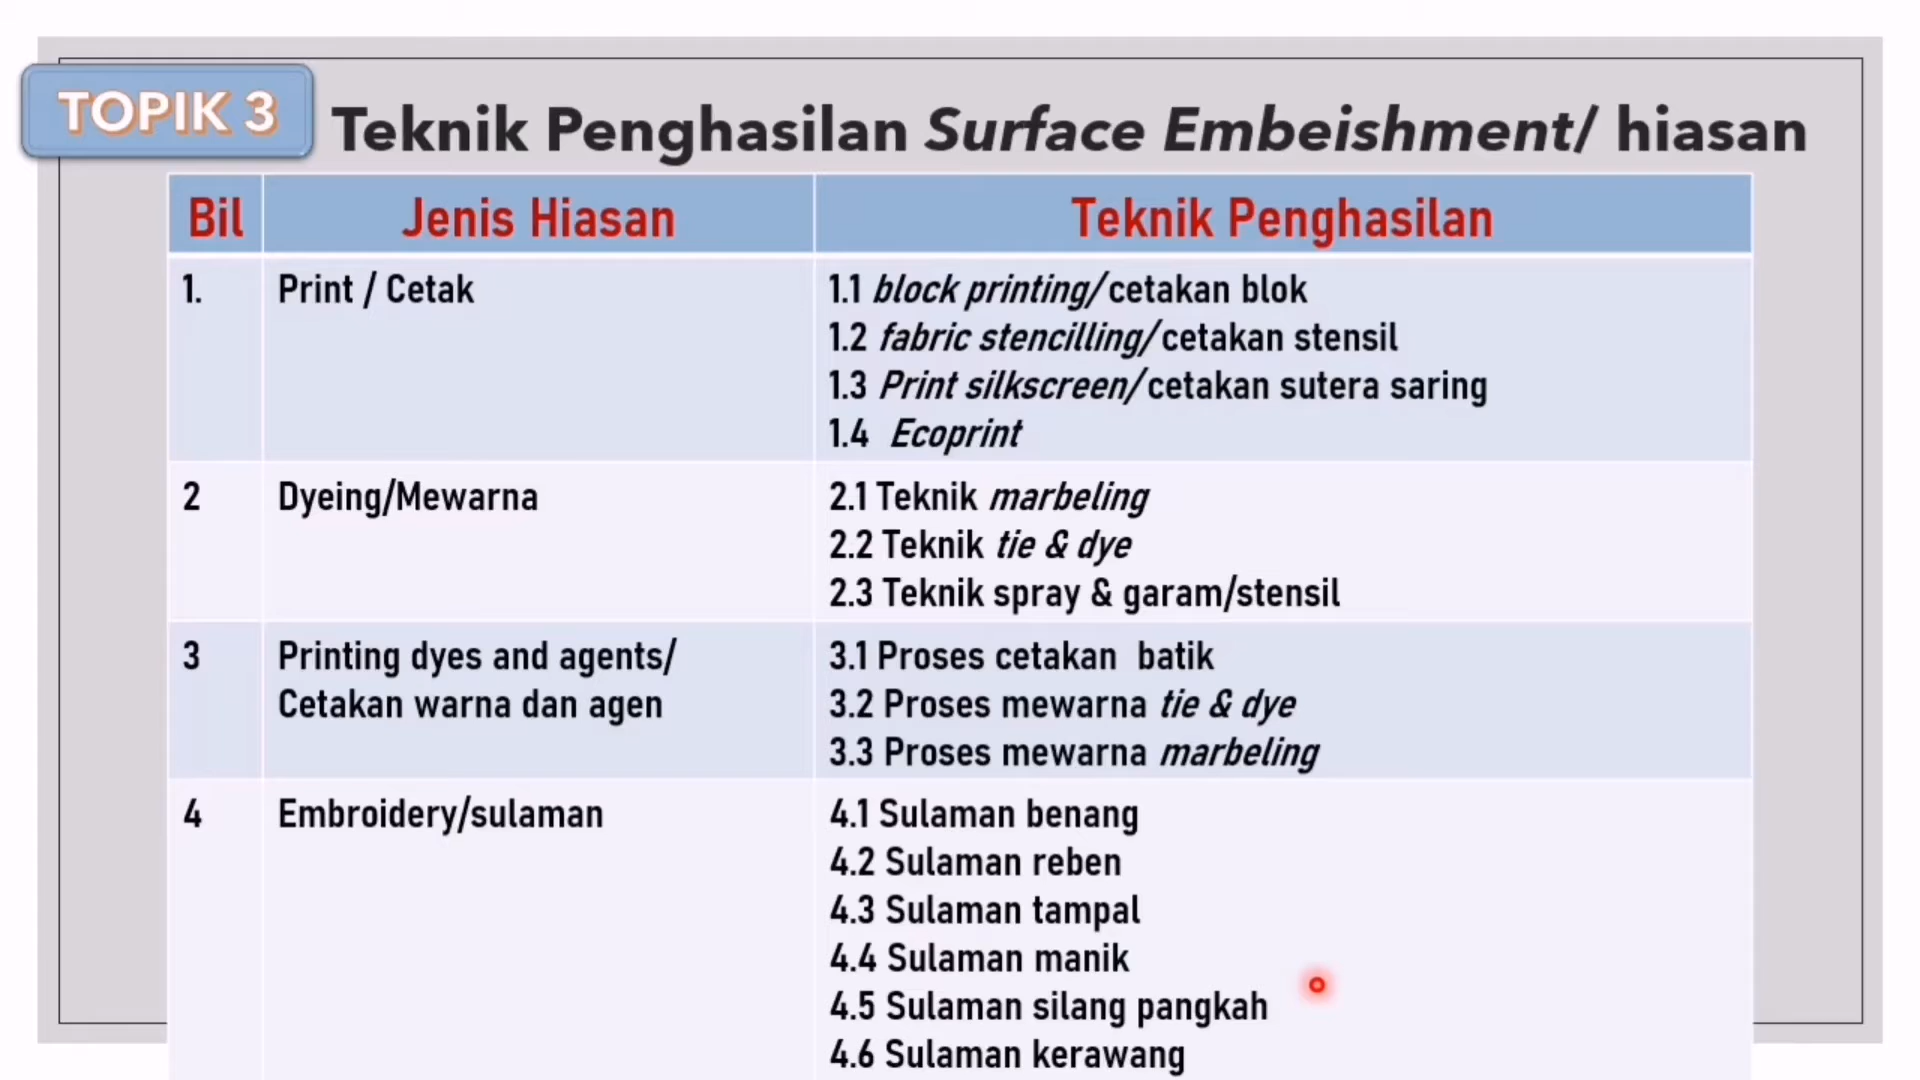 TOPIK 3
Teknik Penghasilan Surface Embeishment/ hiasan
Bil
Jenis Hiasan
Teknik Penghasilan
1.
Print / Cetak
1.1 block printing/cetakan blok
1.2 fabric stencilling/cetakan stensil
1.3 Print silkscreen/cetakan sutera saring
1.4 Ecoprint
2
Dyeing/Mewarna
2.1 Teknik marbeling
2.2 Teknik tie & dye
2.3 Teknik spray & garam/stensil
3
Printing dyes and agents/
Cetakan warna dan agen
3.1 Proses cetakan batik
3.2 Proses mewarna tie & dye
3.3 Proses mewarna marbeling
4
Embroidery/sulaman
4.1 Sulaman benang
4.2 Sulaman reben
4.3 Sulaman tampal
4.4 Sulaman manik
4.5 Sulaman silang pangkah
4.6 Sulaman kerawang